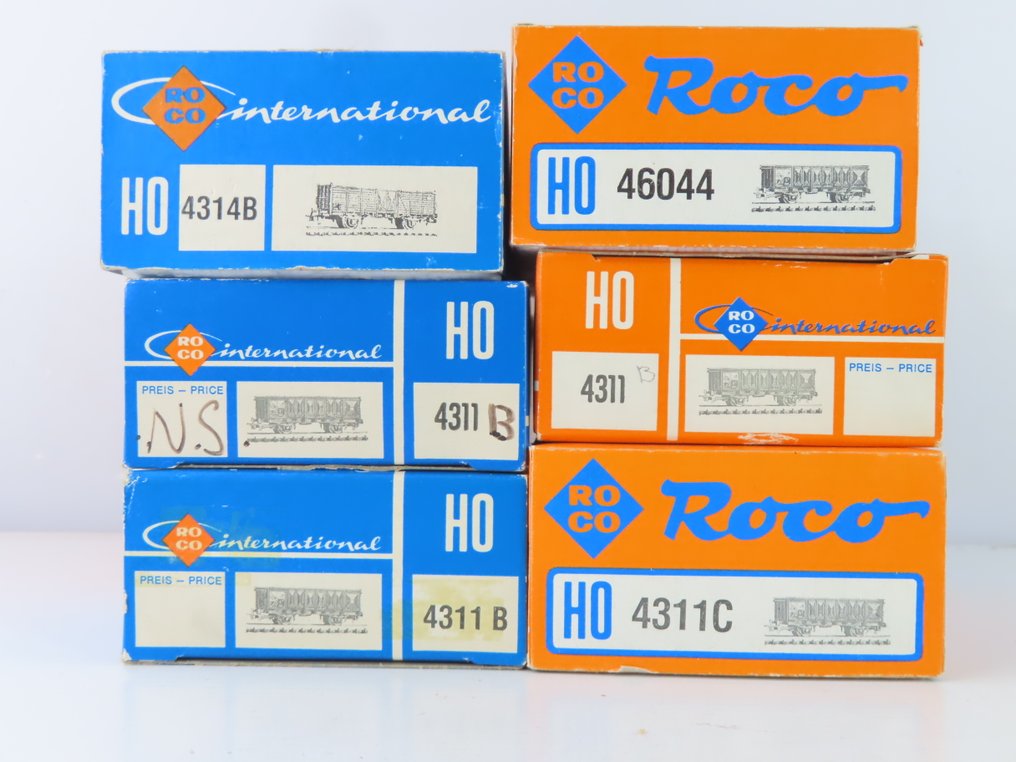 RO
CO
international
HO
4314B
RO
CO
Roco
HO 46044
RO
CO
international
HO
PREIS – PRICE
.N.S.
4311 B
HO
RO
CO
international
4311 B
PREIS – PRICE
RO
CO
international
HO
PREIS – PRICE
4311 B
RO
CO
Roco
HO 4311C